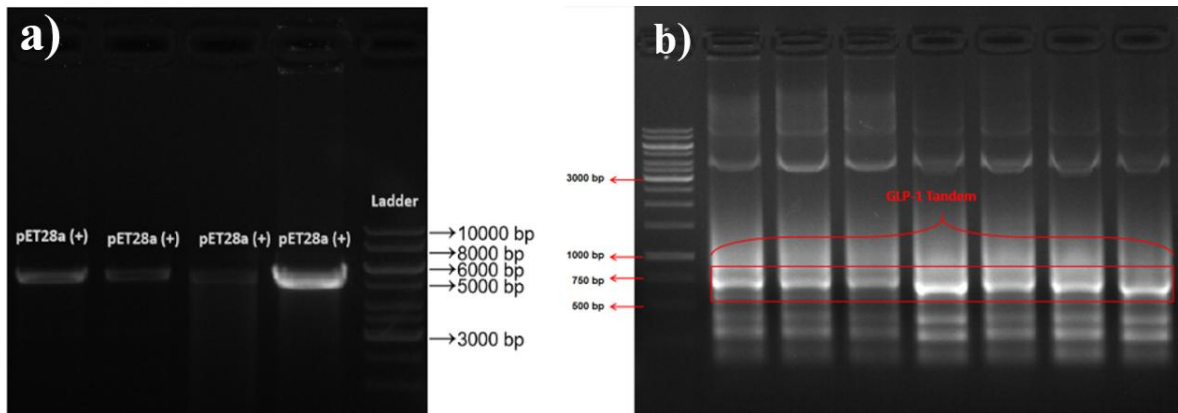 a)
Ladder
pET28a (+) pET28a (+) pET28a (+) pET28a (+)
→10000 bp
→8000 bp
→6000 bp
→5000 bp
→3000 bp
b)
3000 bp
GLP-1 Tandem
1000 bp
750 bp
500 bp